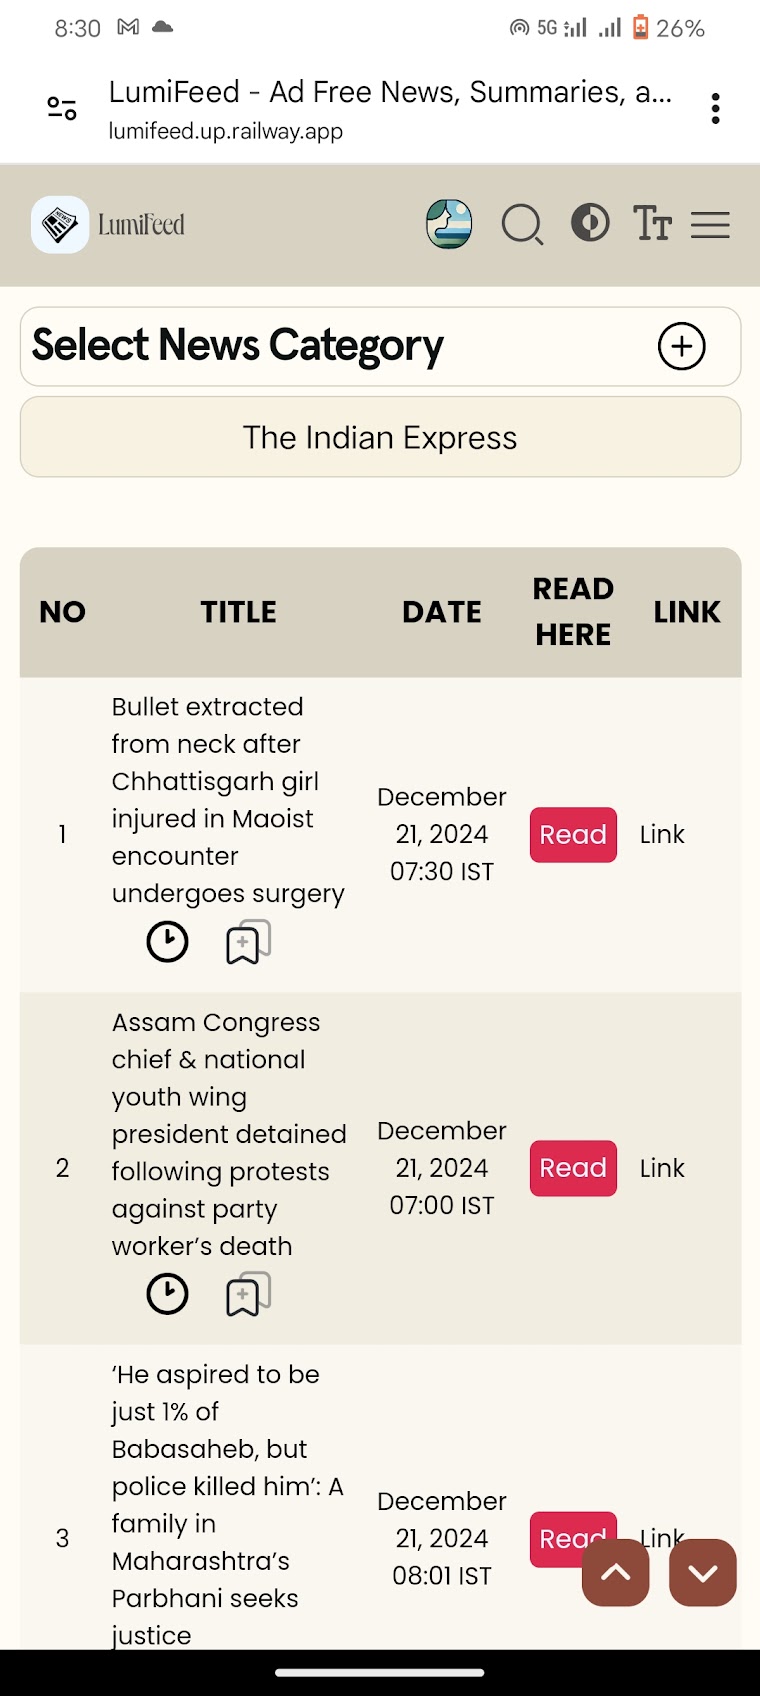 8:30
5G
26%
LumiFeed - Ad Free News, Summaries, a...
lumifeed.up.railway.app
NEWS
LumiFeed
TT
Select News Category
The Indian Express
NO TITLE DATE READ HERE LINK
Bullet extracted
from neck after
Chhattisgarh girl
injured in Maoist
encounter
undergoes surgery
1
December
21, 2024
07:30 IST
Read
Link
Assam Congress
chief & national
youth wing
president detained
following protests
against party
worker's death
2
December
21, 2024
07:00 IST
Read
Link
‘He aspired to be
just 1% of
Babasaheb, but
police killed him’: A
family in
Maharashtra’s
Parbhani seeks
justice
3
December
21, 2024
08:01 IST
Read
Link